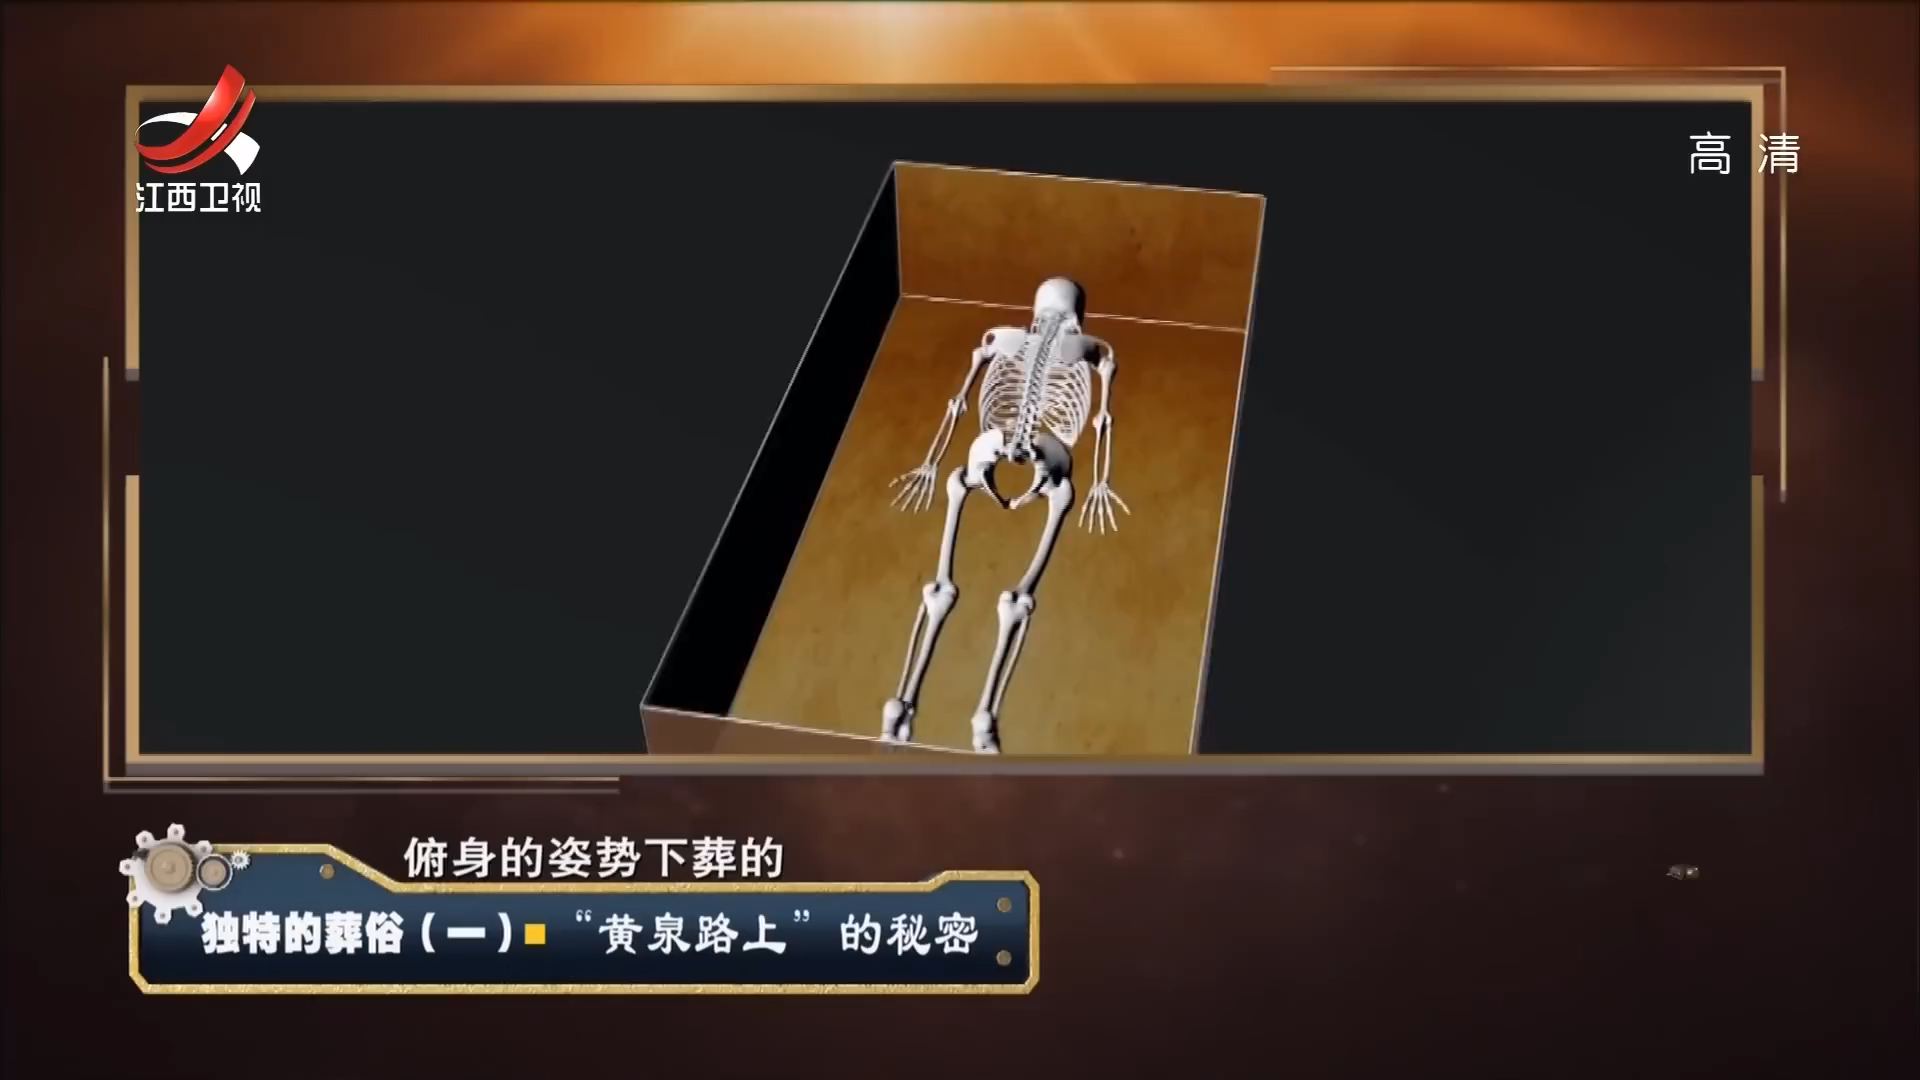 江西卫视
高清
俯身的姿势下葬的
独特的葬俗（一）■“黄泉路上”的秘密